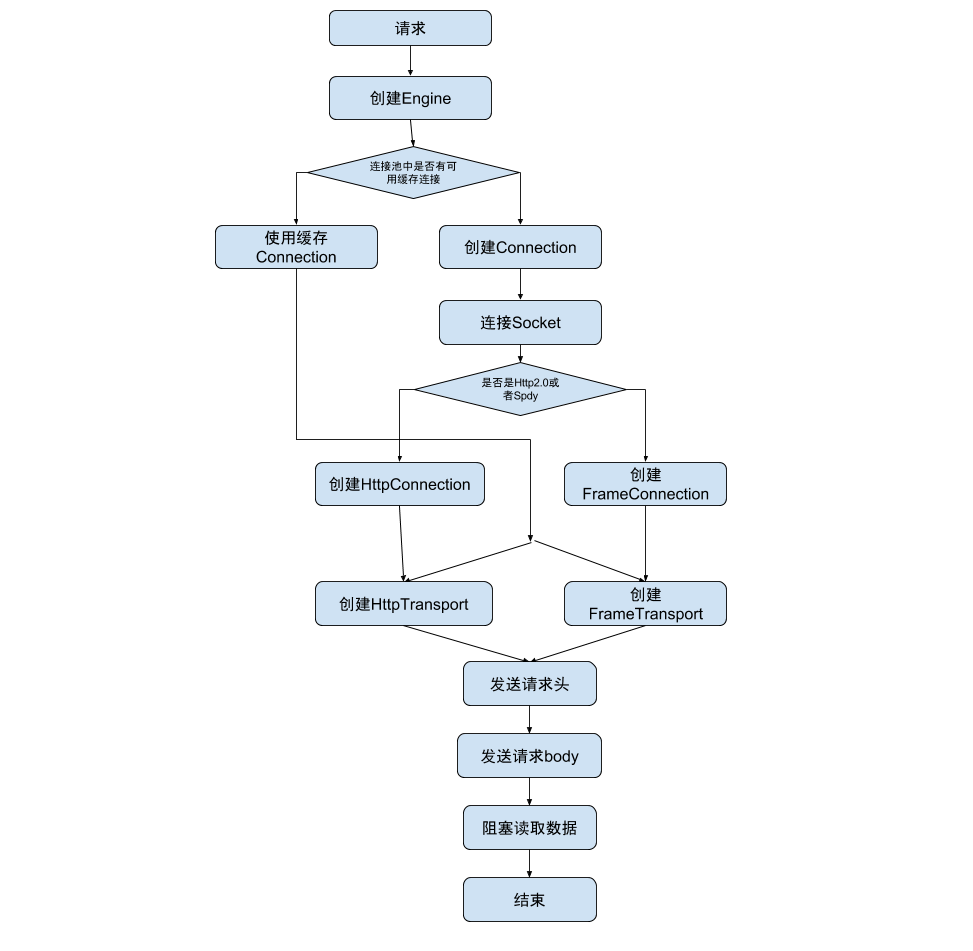 请求
创建Engine
连接池中是否有可
用缓存连接
使用缓存
Connection
创建Connection
连接Socket
是否是Http2.0或
者Spdy
创建HttpConnection
创建
FrameConnection
创建HttpTransport
创建
FrameTransport
发送请求头
发送请求body
阻塞读取数据
结束